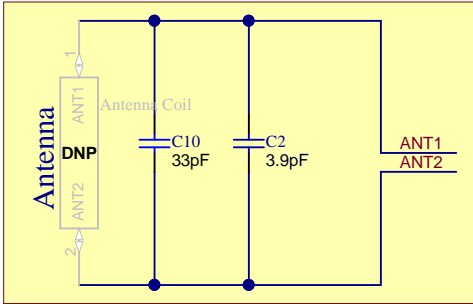 1
Antenna
ANT1
Antenna Coil
DNP
ANT2
2
C10
33pF
C2
3.9pF
ANT1
ANT2